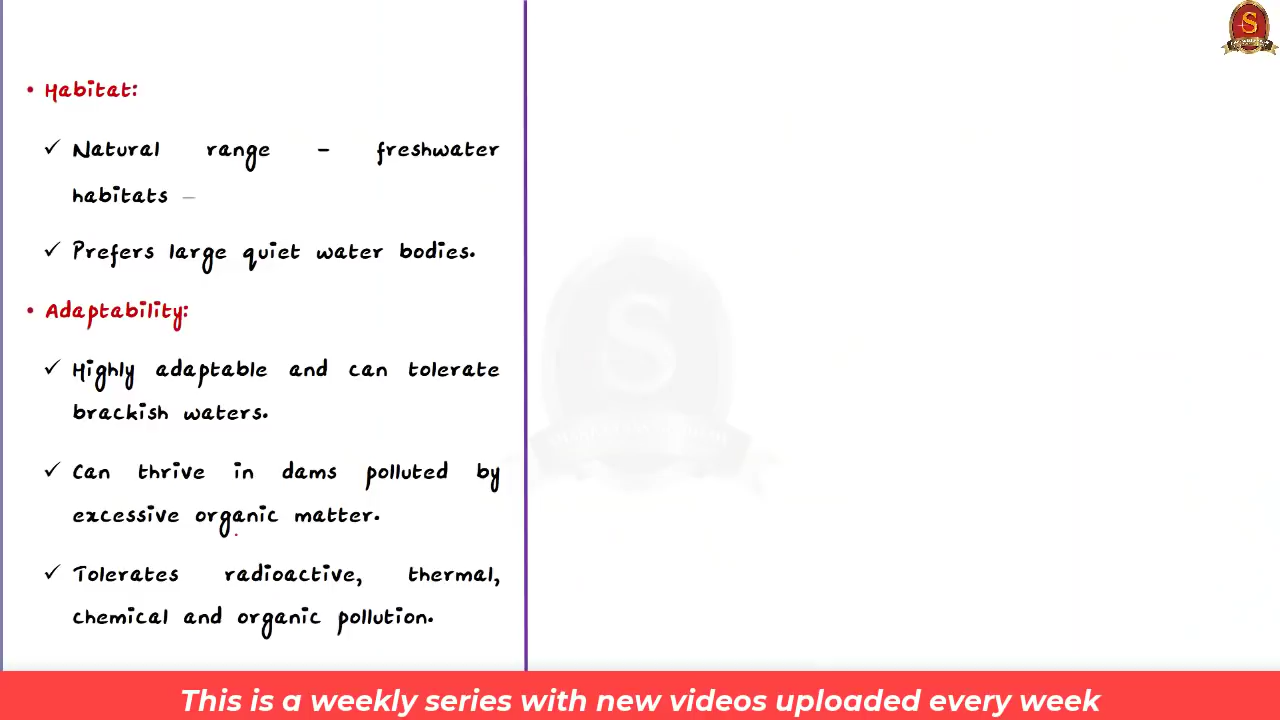 • Habitat:
✓ Natural range - freshwater
habitats –
✓ Prefers large quiet water bodies.
• Adaptability:
✓ Highly adaptable and can tolerate
brackish waters.
✓ Can thrive in dams polluted by
excessive organic matter.
✓ Tolerates radioactive, thermal,
chemical and organic pollution.
S
S
This is a weekly series with new videos uploaded every week